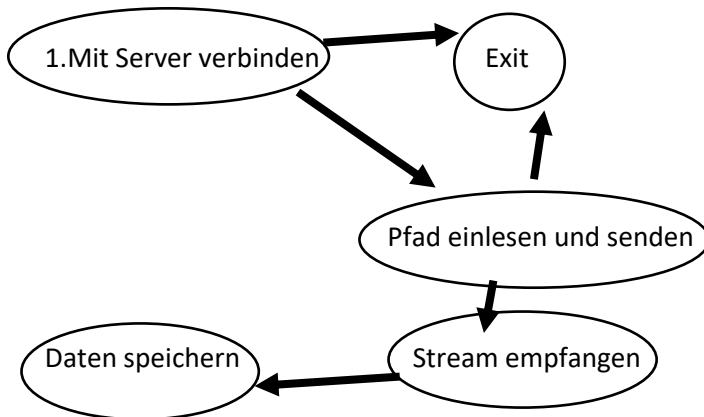 1.Mit Server verbinden
Exit
Pfad einlesen und senden
Daten speichern
Stream empfangen